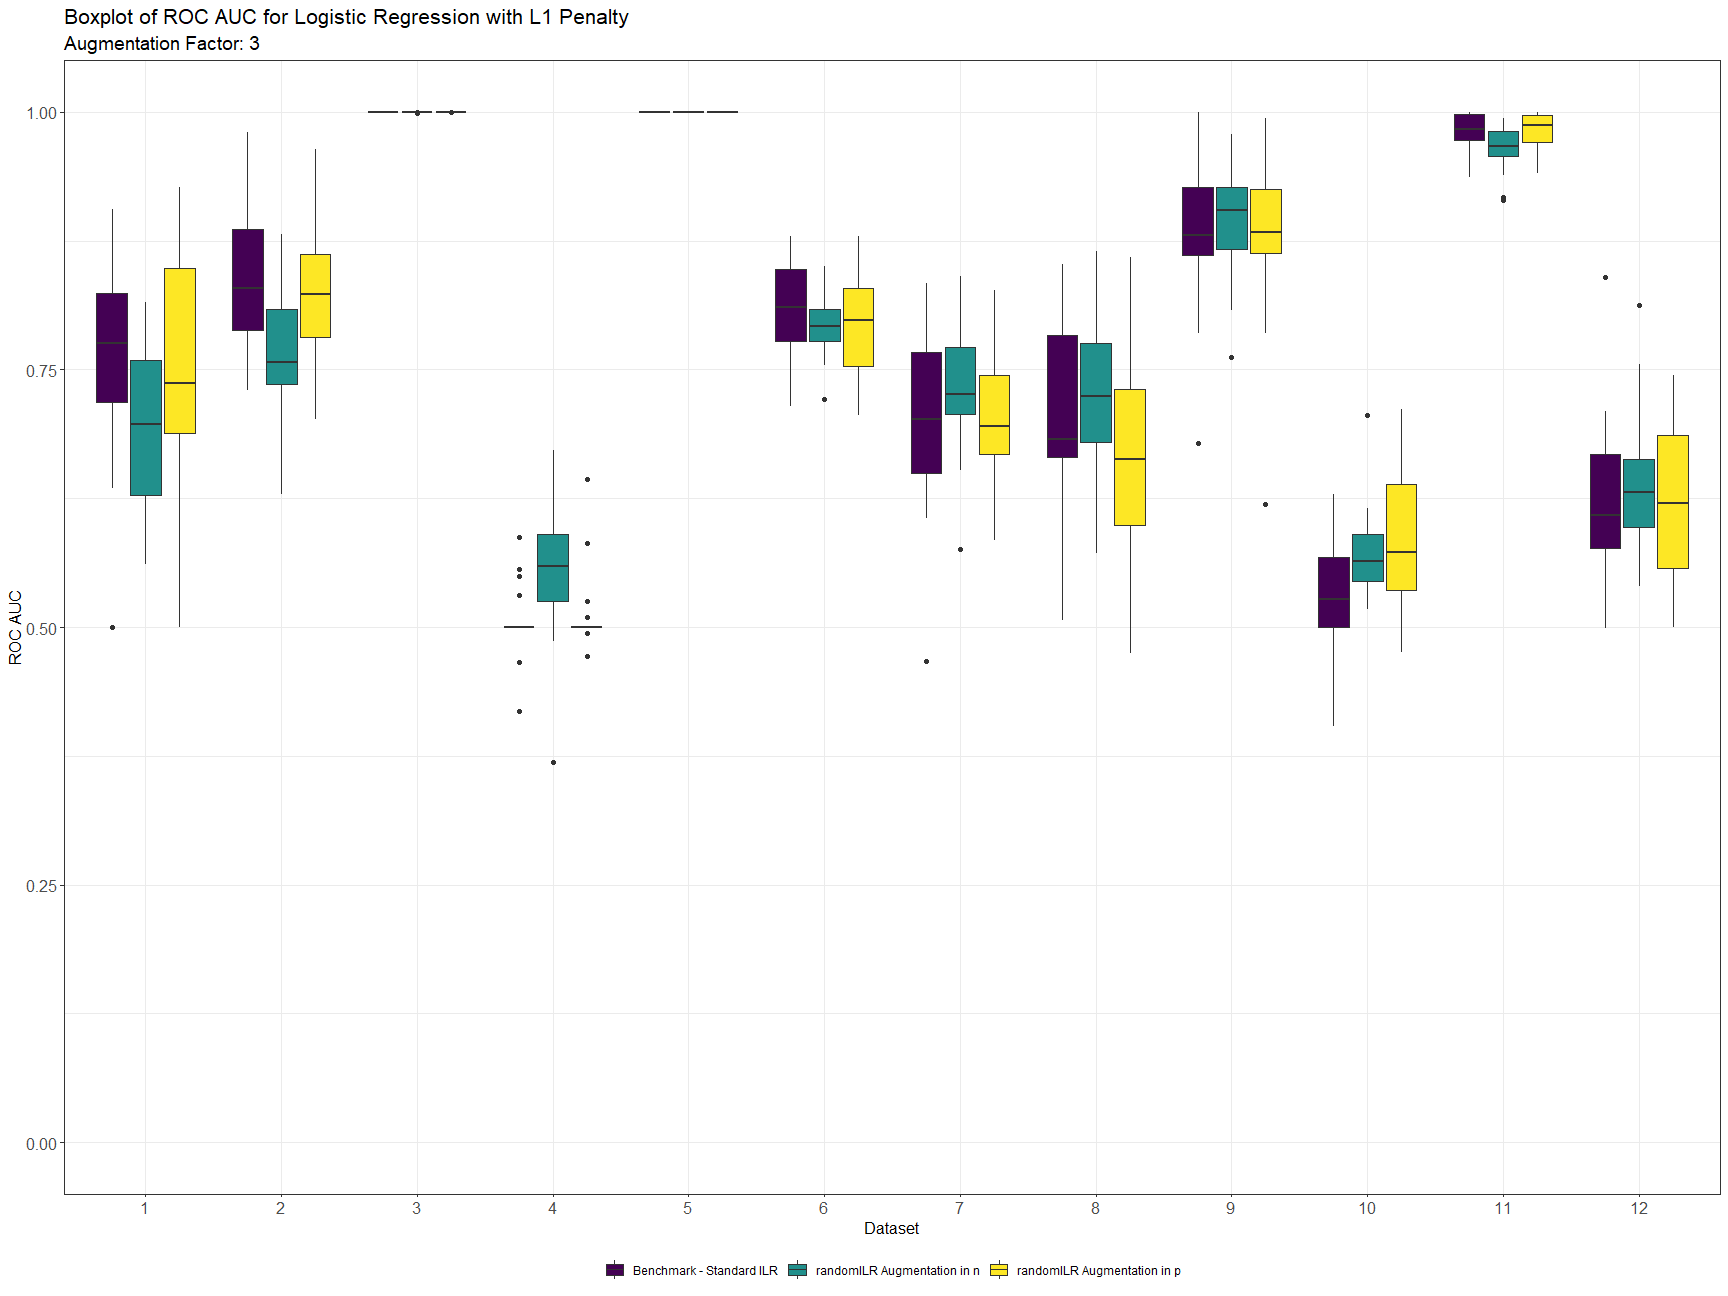 Boxplot of ROC AUC for Logistic Regression with L1 Penalty
Augmentation Factor: 3
ROC AUC
1.00
0.75
0.50
0.25
0.00
1 2 3 4 5 6 7 8 9 10 11 12
Dataset
Benchmark - Standard ILR randomILR Augmentation in n randomILR Augmentation in p